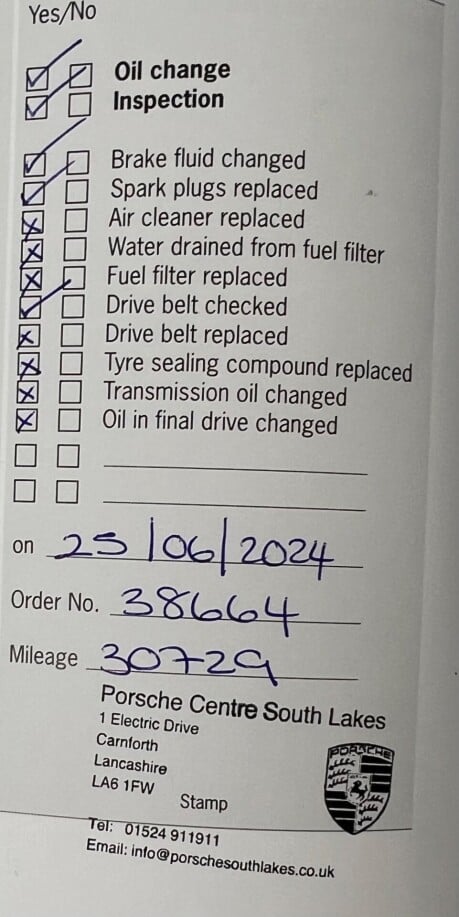 Yes/No
Oil change
Inspection
Brake fluid changed
Spark plugs replaced
Air cleaner replaced
Water drained from fuel filter
Fuel filter replaced
Drive belt checked
Drive belt replaced
Tyre sealing compound replaced
Transmission oil changed
Oil in final drive changed
on 25/06/2024
Order No. 38664
Mileage 30729
Porsche Centre South Lakes
1 Electric Drive
Carnforth
Lancashire
LA6 1FW
Stamp
PORSCHE
Tel: 01524 911911
Email: info@porschesouthlakes.co.uk